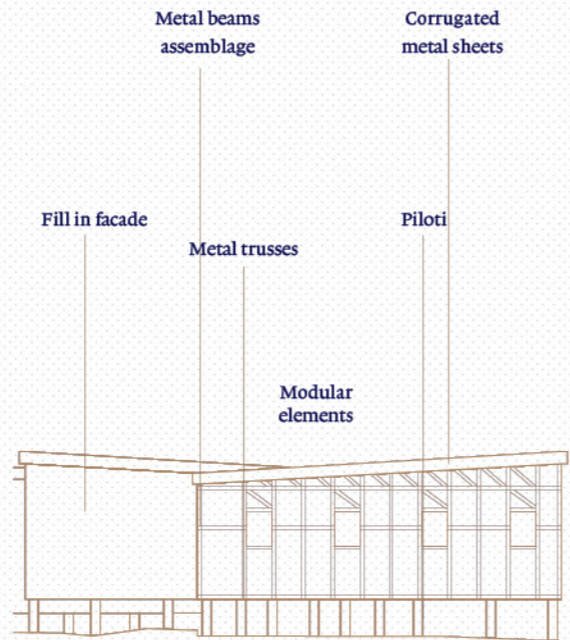 Metal beams
assemblage
Corrugated
metal sheets
Fill in facade
Piloti
Metal trusses
Modular
elements